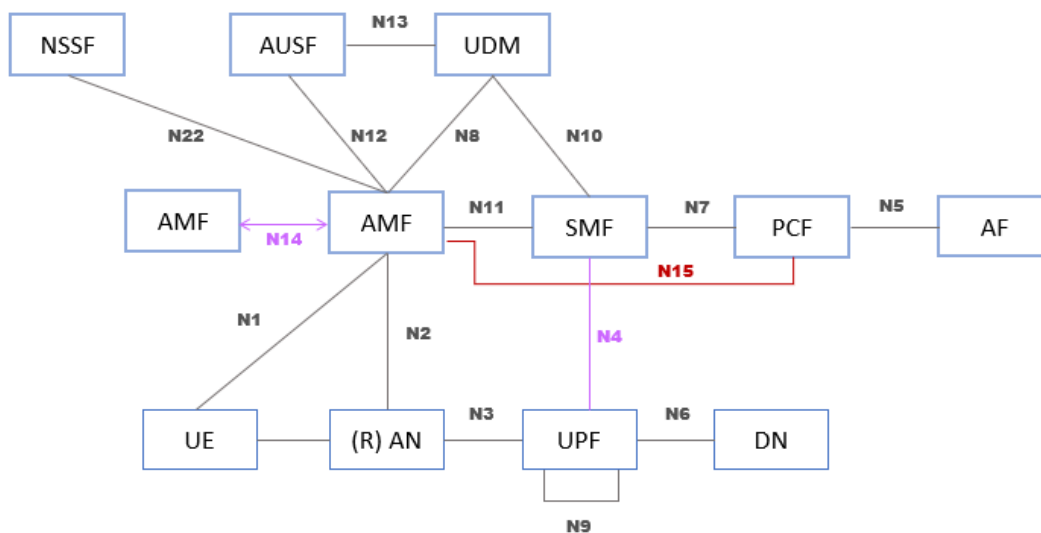 N13
NSSF
AUSF
UDM
N22
N12
N8
N10
AMF
N14
AMF
N11
SMF
N7
PCF
N5
AF
N15
N1
N2
N4
UE
(R) AN
N3
UPF
N6
DN
N9